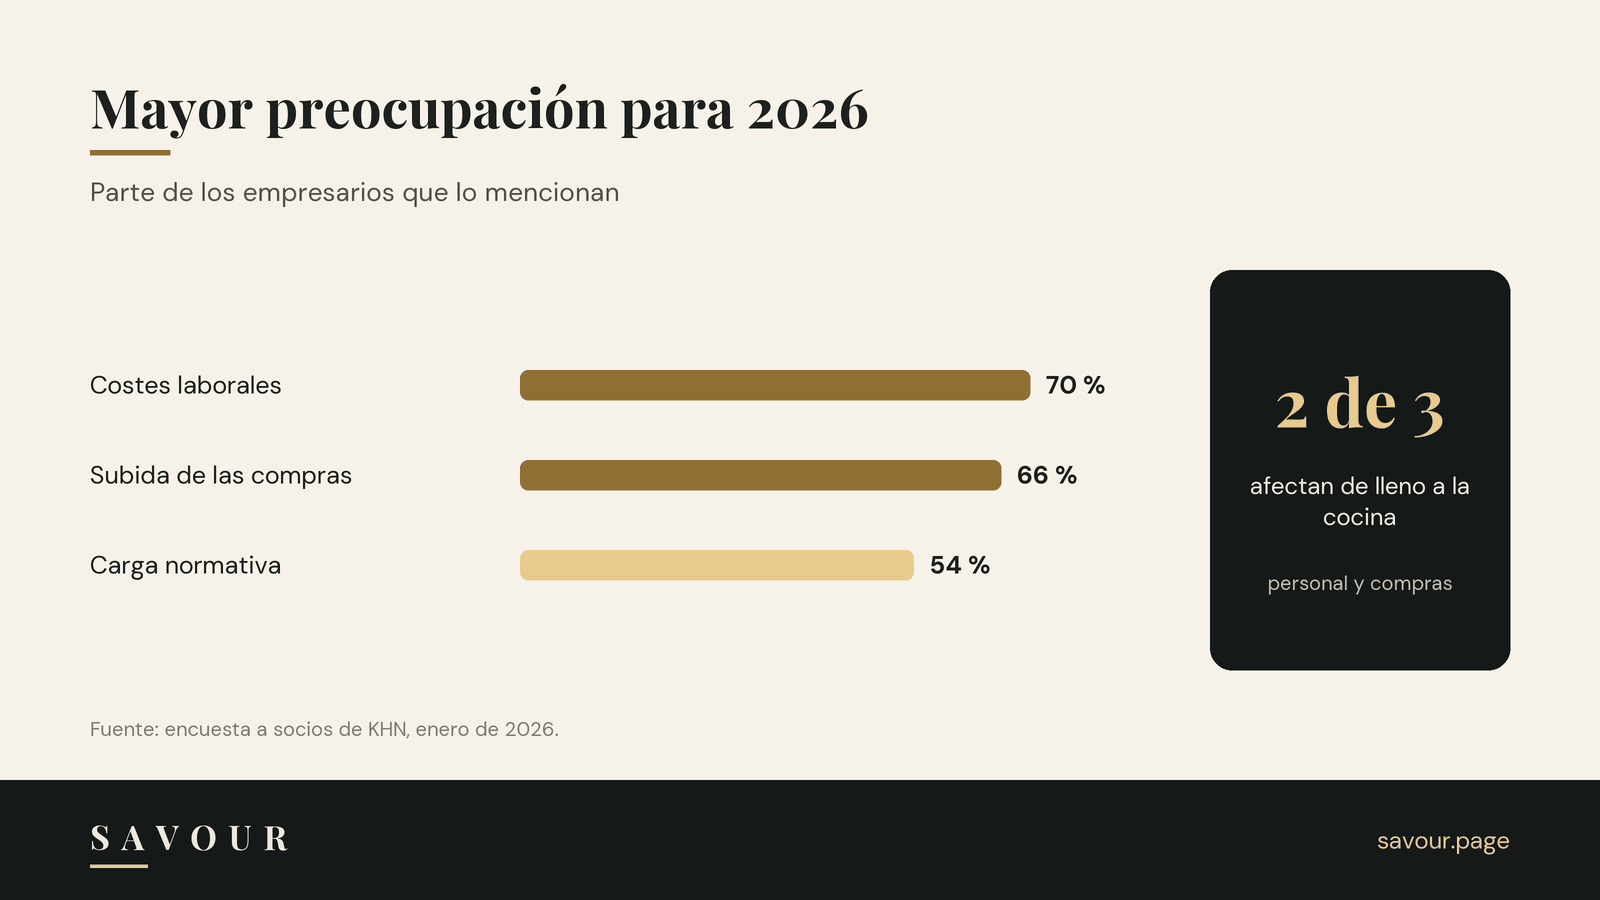 Mayor preocupación para 2026
Parte de los empresarios que lo mencionan
Costes laborales 70 %
Subida de las compras 66 %
Carga normativa 54 %
2 de 3
afectan de lleno a la
cocina
personal y compras
Fuente: encuesta a socios de KHN, enero de 2026.
SAVOUR
savour.page